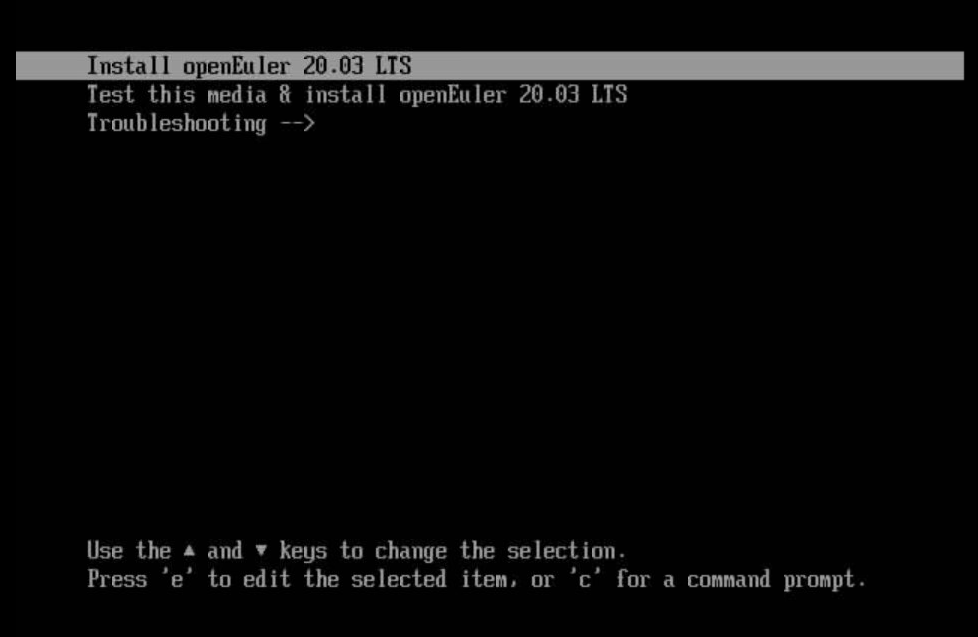 Install openEuler 20.03 LTS
Test this media & install openEuler 20.03 LTS
Troubleshooting -->
Use the ▲ and ▼ keys to change the selection.
Press 'e' to edit the selected item, or 'c' for a command prompt.